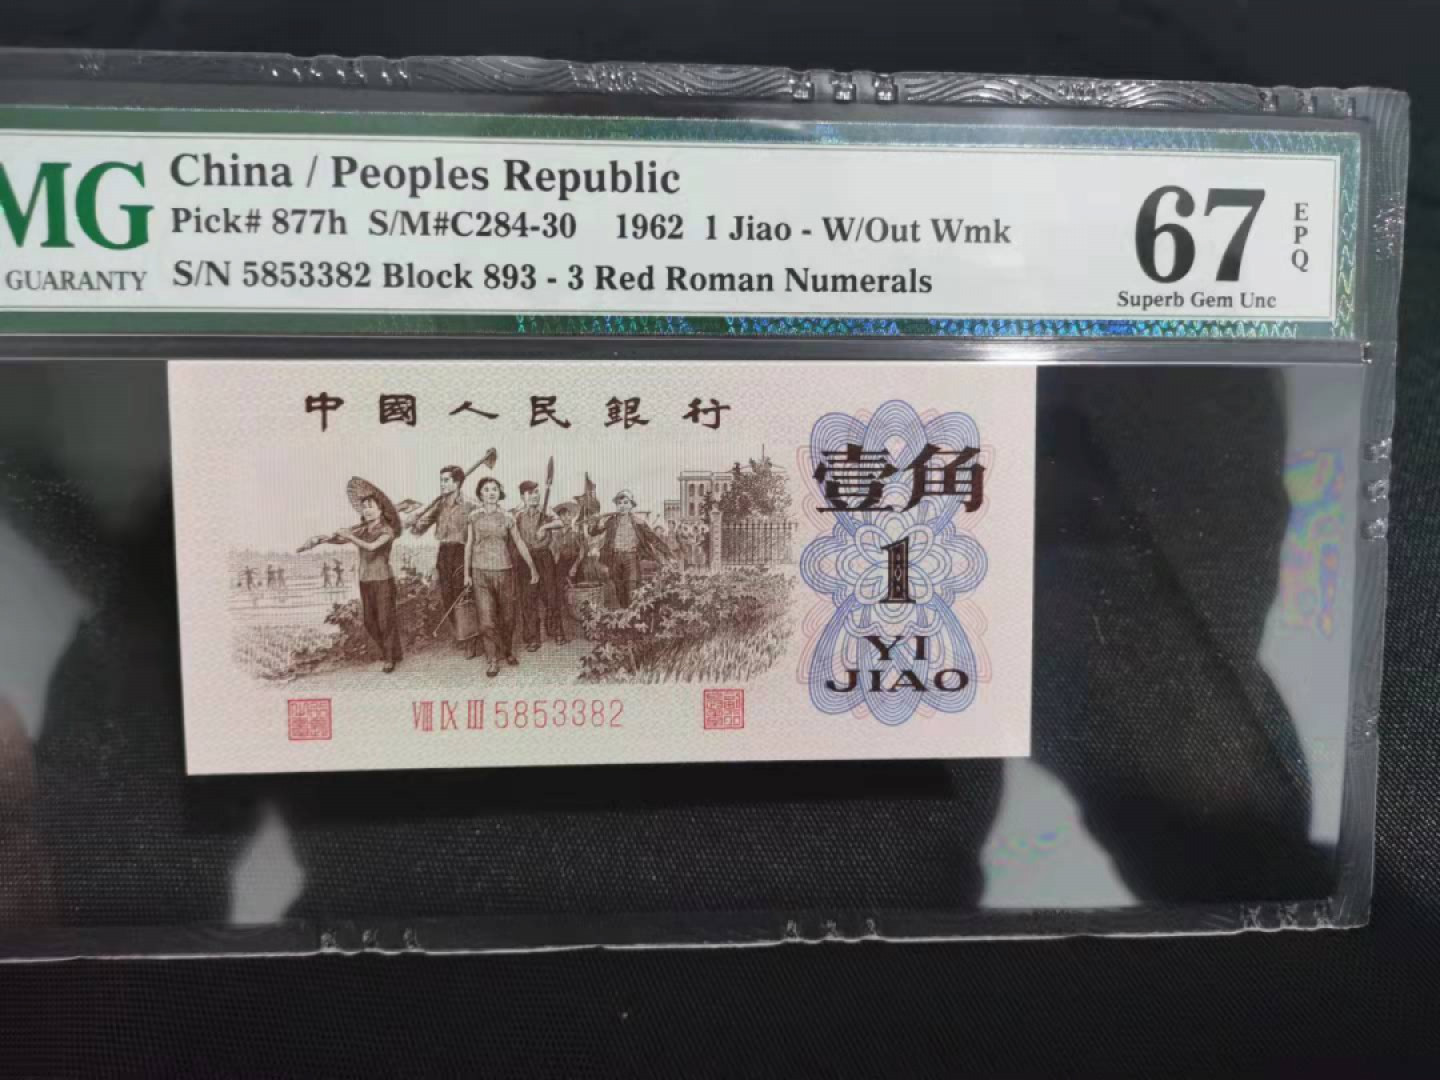 MG
GUARANTY
China / Peoples Republic
Pick# 877h S/M#C284-30 1962 1 Jiao - W/Out Wmk
S/N 5853382 Block 893 - 3 Red Roman Numerals
67
EPQ
Superb Gem Unc
中國人民銀行
壹角
1
YI
JIAO
VIII IX III 5853382